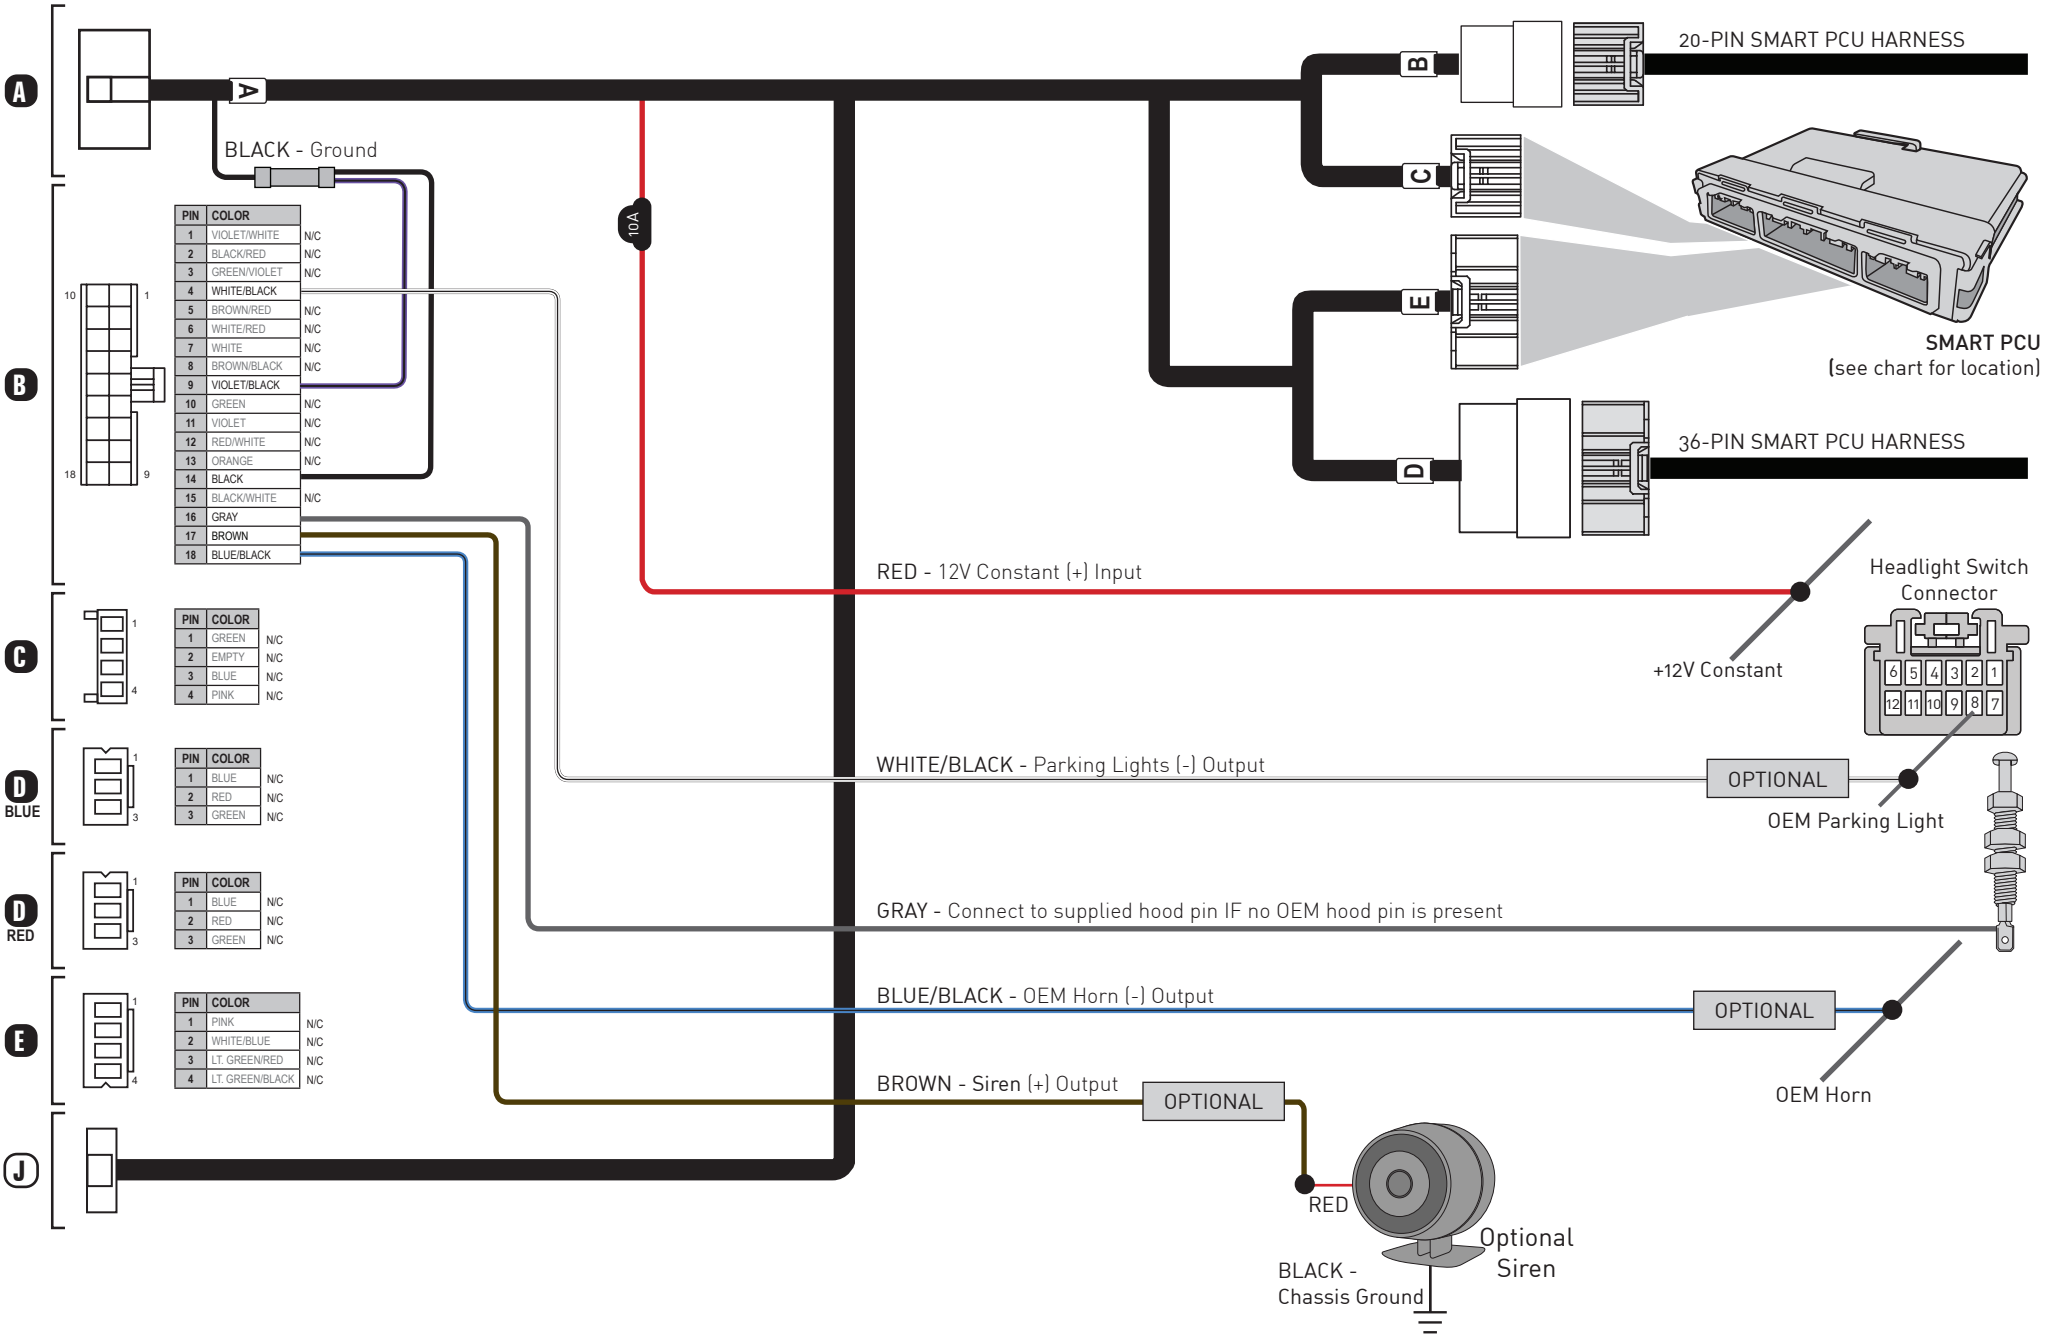 A
A
BLACK - Ground
10A
B
20-PIN SMART PCU HARNESS
C
E
SMART PCU
(see chart for location)
D
36-PIN SMART PCU HARNESS
B
10 1
18 9
PIN COLOR
1 VIOLET/WHITE N/C
2 BLACK/RED N/C
3 GREEN/VIOLET N/C
4 WHITE/BLACK
5 BROWN/RED N/C
6 WHITE/RED N/C
7 WHITE N/C
8 BROWN/BLACK N/C
9 VIOLET/BLACK
10 GREEN N/C
11 VIOLET N/C
12 RED/WHITE N/C
13 ORANGE N/C
14 BLACK
15 BLACK/WHITE N/C
16 GRAY
17 BROWN
18 BLUE/BLACK
RED - 12V Constant (+) Input
+12V Constant
Headlight Switch
Connector
6 5 4 3 2 1
12 11 10 9 8 7
C
1
4
PIN COLOR
1 GREEN N/C
2 EMPTY N/C
3 BLUE N/C
4 PINK N/C
WHITE/BLACK - Parking Lights (-) Output
OPTIONAL
OEM Parking Light
D
BLUE
1
3
PIN COLOR
1 BLUE N/C
2 RED N/C
3 GREEN N/C
D
RED
1
3
PIN COLOR
1 BLUE N/C
2 RED N/C
3 GREEN N/C
GRAY - Connect to supplied hood pin IF no OEM hood pin is present
BLUE/BLACK - OEM Horn (-) Output
OPTIONAL
OEM Horn
E
1
4
PIN COLOR
1 PINK N/C
2 WHITE/BLUE N/C
3 LT. GREEN/RED N/C
4 LT. GREEN/BLACK N/C
BROWN - Siren (+) Output
OPTIONAL
J
RED
Optional
Siren
BLACK -
Chassis Ground